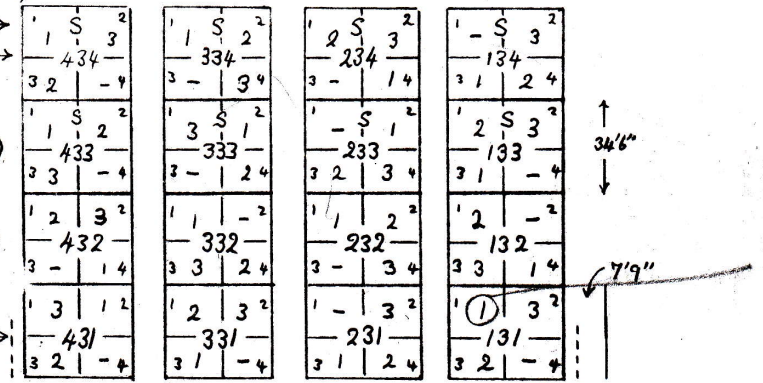 1 S 2 1 S 2 1 S 2 1 S 2
1 3 1 2 2 3 - 3
434 334 234 134
3 2 - 4 3 - 3 4 3 - 1 4 3 1 2 4
1 S 2 1 S 2 1 S 2 1 S 2
1 2 3 1 - 1 2 3
433 333 233 133 34'6"
3 3 - 4 3 - 2 4 3 2 3 4 3 1 - 4
1 2 3 2 1 1 - 2 1 1 2 2 1 2 - 2
432 332 232 132
3 - 1 4 3 3 2 4 3 - 3 4 3 3 1 4 7'9"
1 3 1 2 1 2 3 2 1 - 3 2 1 1 3 2
431 331 231 131
3 2 - 4 3 1 - 4 3 1 2 4 3 2 - 4